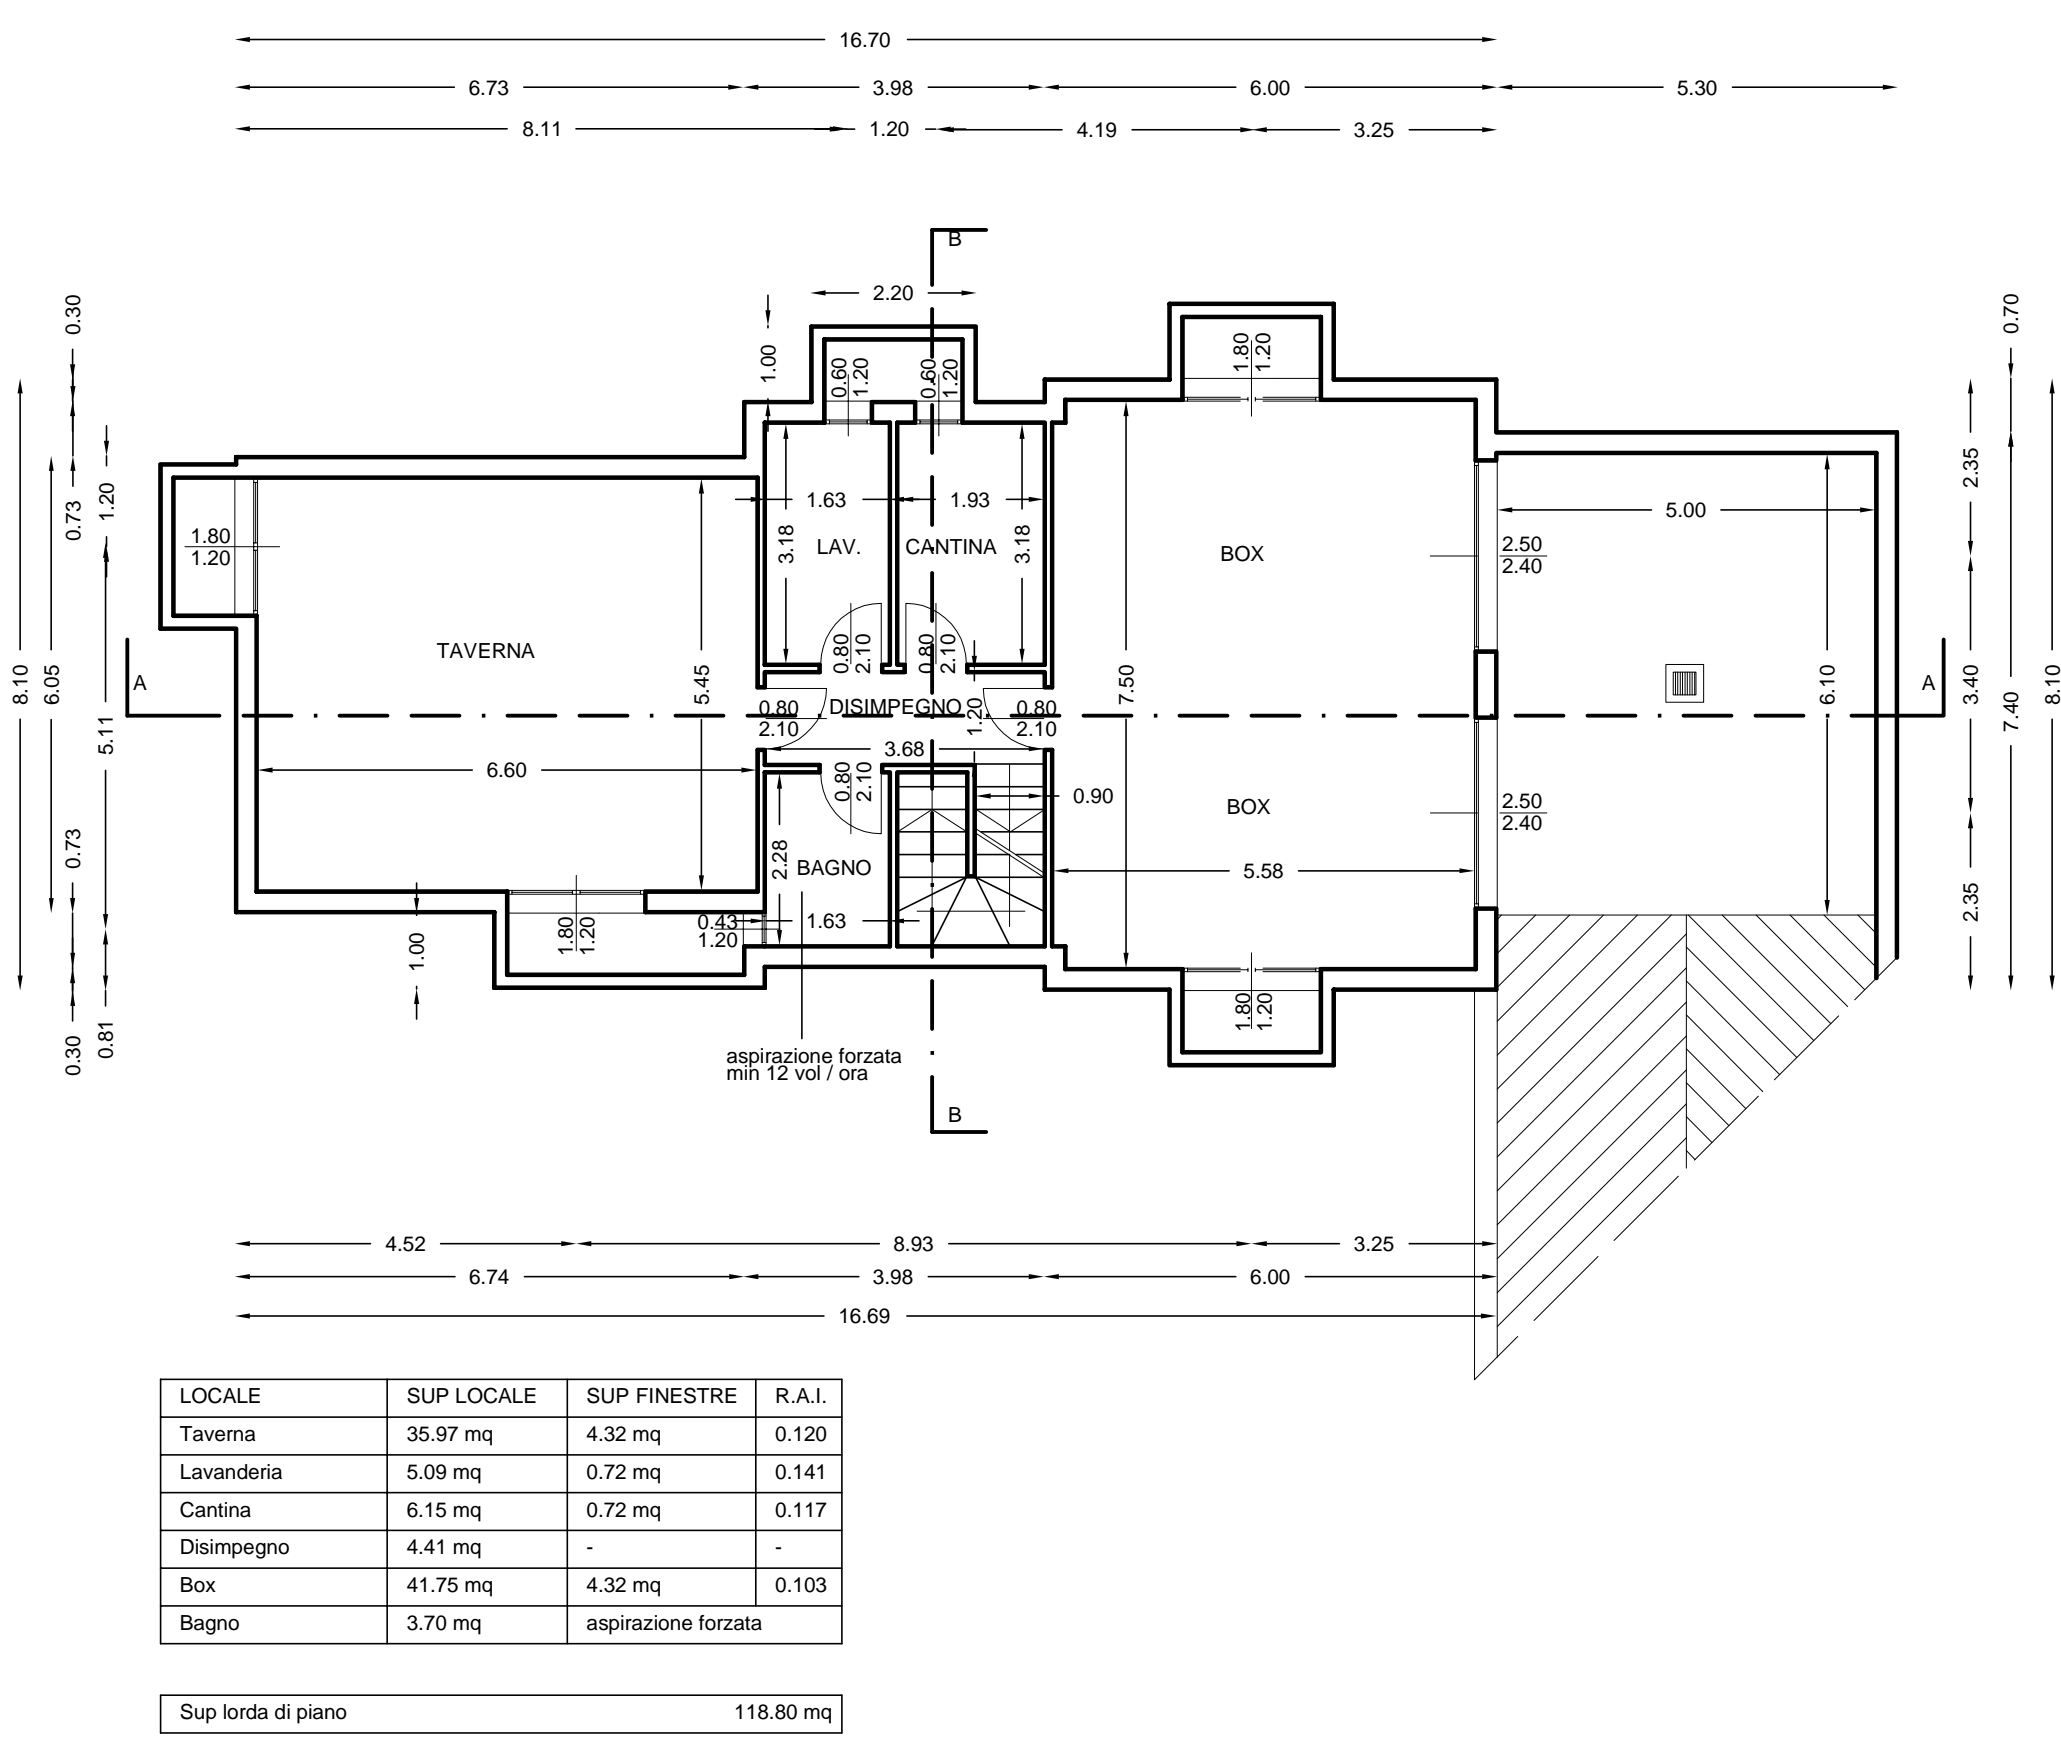 16.70
6.73 3.98 6.00 5.30
8.11 1.20 4.19 3.25
B
2.20
0.30
0.70
1.00
0.60
1.20
0.60
1.20
1.80
1.20
1.20
0.73
2.35
1.63 1.93
5.00
3.18
3.18
LAV. CANTINA
BOX
1.80
1.20
2.50
2.40
TAVERNA
0.80
2.10
0.80
2.10
A
A
8.10
6.05
5.11
5.45
7.50
6.10
3.40
7.40
8.10
DISIMPEGNO
1.20
0.80
2.10
0.80
2.10
3.68
6.60
0.80
2.10
0.90
BOX
2.50
2.40
0.73
2.28
BAGNO
5.58
2.35
0.43
1.20
1.63
1.80
1.20
1.00
1.80
1.20
0.30
0.81
aspirazione forzata
min 12 vol / ora
B
4.52 8.93 3.25
6.74 3.98 6.00
16.69
LOCALE SUP LOCALE SUP FINESTRE R.A.I.
Taverna 35.97 mq 4.32 mq 0.120
Lavanderia 5.09 mq 0.72 mq 0.141
Cantina 6.15 mq 0.72 mq 0.117
Disimpegno 4.41 mq - -
Box 41.75 mq 4.32 mq 0.103
Bagno 3.70 mq aspirazione forzata
Sup lorda di piano 118.80 mq